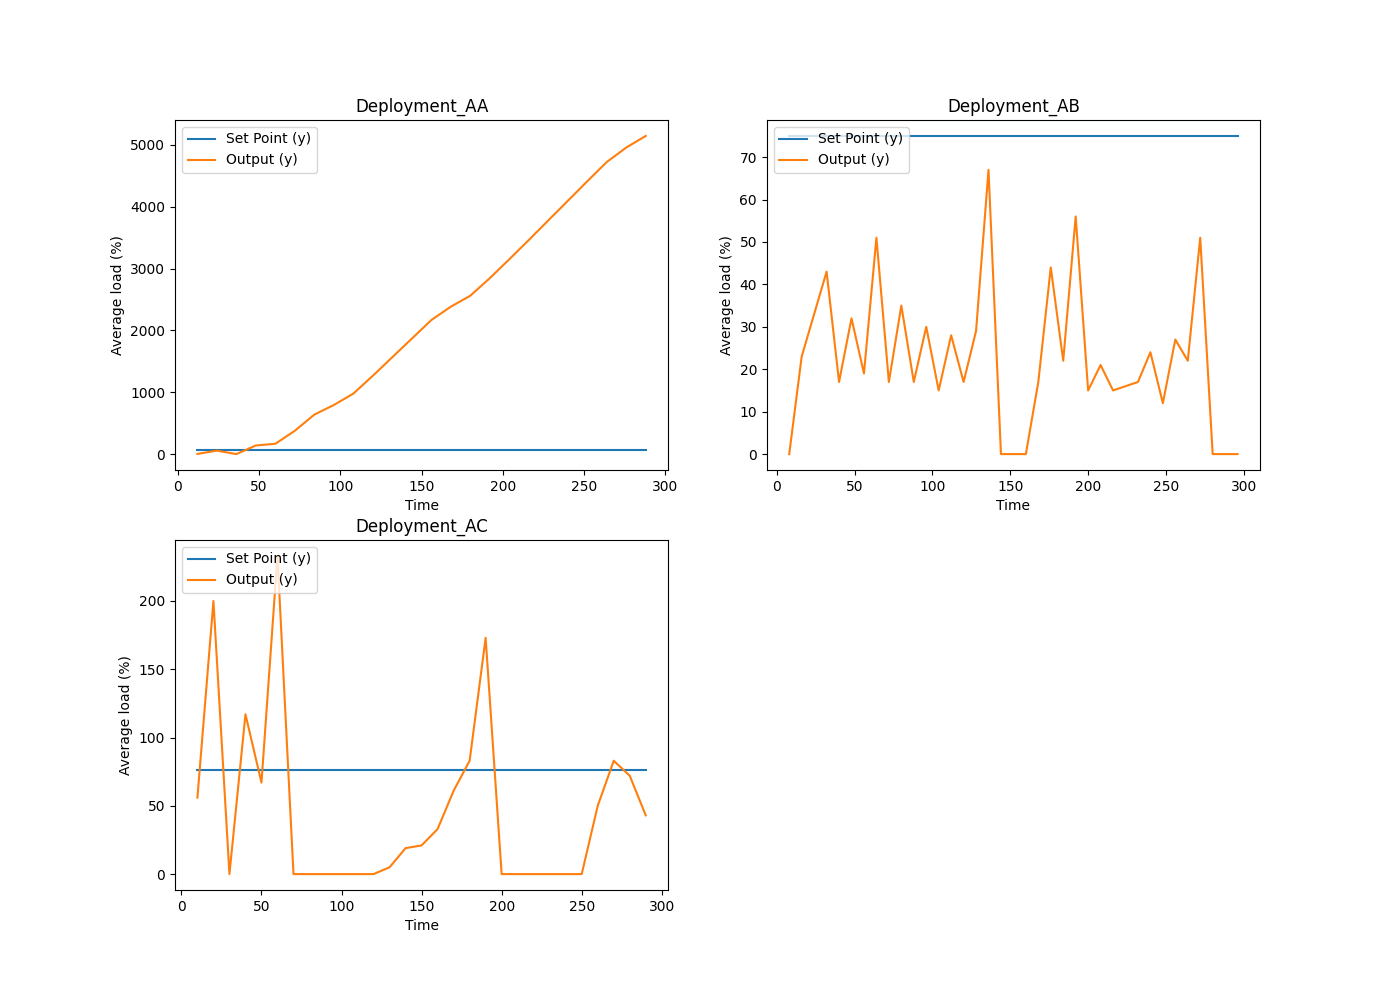 Deployment_AA
Set Point (y)
Output (y)
5000
4000
3000
2000
1000
0
Average load (%)
0 50 100 150 200 250 300
Time
Deployment_AB
Set Point (y)
Output (y)
70
60
50
40
30
20
10
0
Average load (%)
0 50 100 150 200 250 300
Time
Deployment_AC
Set Point (y)
Output (y)
200
150
100
50
0
Average load (%)
0 50 100 150 200 250 300
Time